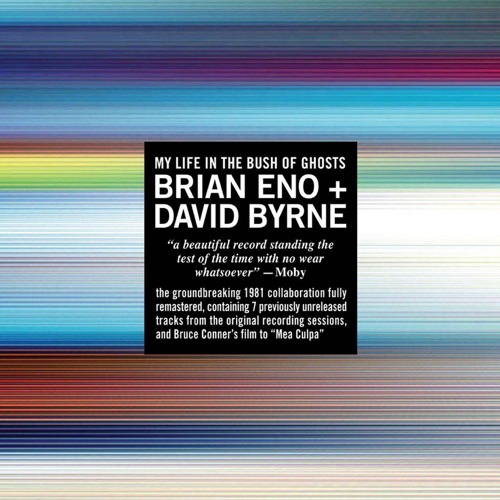 MY LIFE IN THE BUSH OF GHOSTS
BRIAN ENO +
DAVID BYRNE
“a beautiful record standing the
test of the time with no wear
whatsoever” — Moby
the groundbreaking 1981 collaboration fully
remastered, containing 7 previously unreleased
tracks from the original recording sessions,
and Bruce Conner's film to “Mea Culpa”